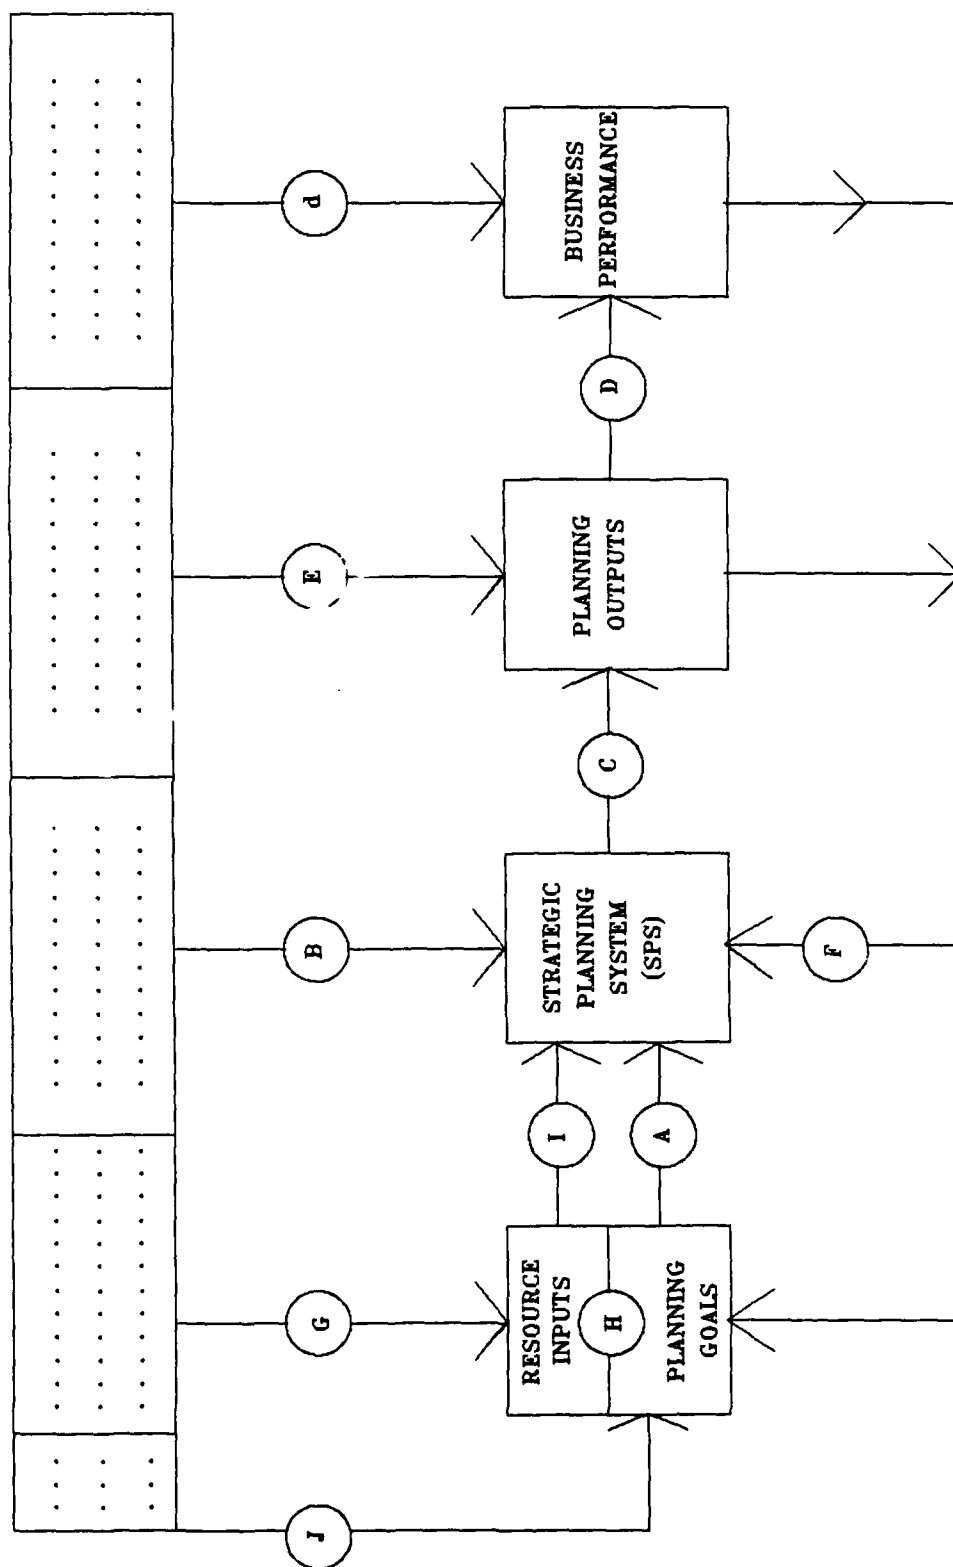 J
G
B
E
d
RESOURCE
INPUTS
H
PLANNING
GOALS
I
A
STRATEGIC
PLANNING
SYSTEM
(SPS)
C
PLANNING
OUTPUTS
D
BUSINESS
PERFORMANCE
F